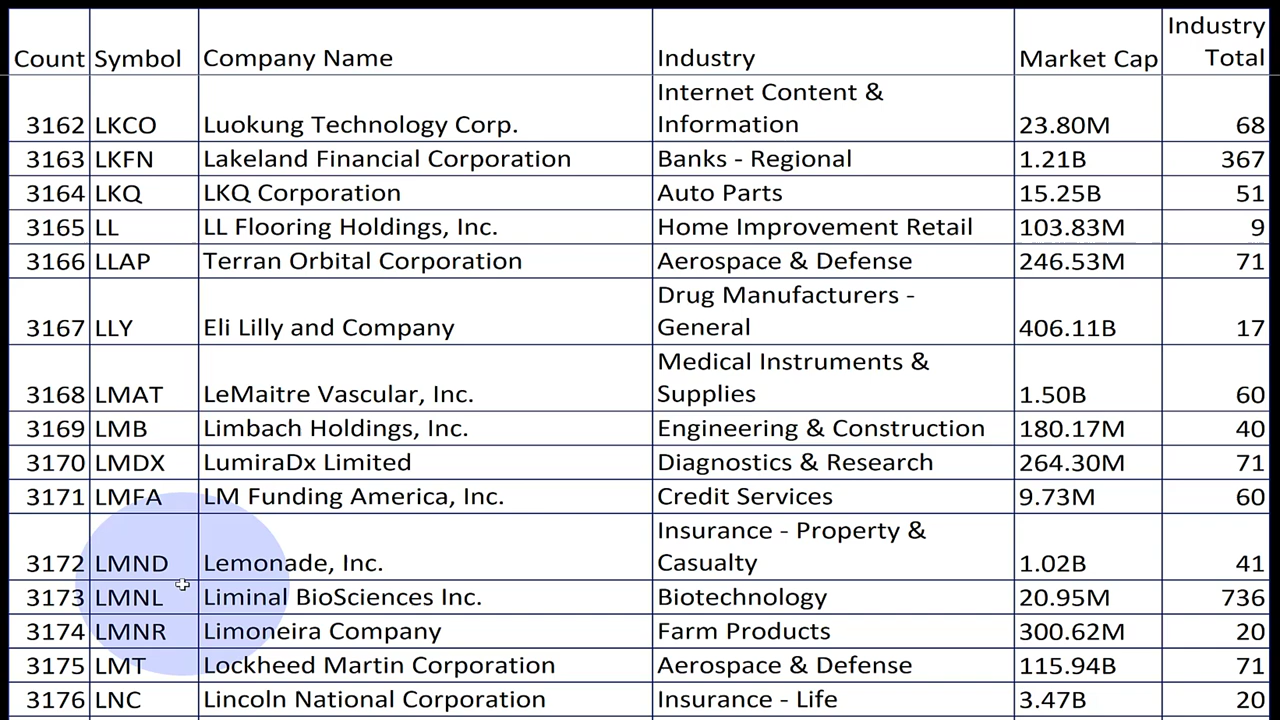 Count Symbol Company Name Industry Market Cap Industry Total
3162 LKCO Luokung Technology Corp. Internet Content & Information 23.80M 68
3163 LKFN Lakeland Financial Corporation Banks - Regional 1.21B 367
3164 LKQ LKQ Corporation Auto Parts 15.25B 51
3165 LL LL Flooring Holdings, Inc. Home Improvement Retail 103.83M 9
3166 LLAP Terran Orbital Corporation Aerospace & Defense 246.53M 71
3167 LLY Eli Lilly and Company Drug Manufacturers - General 406.11B 17
3168 LMAT LeMaitre Vascular, Inc. Medical Instruments & Supplies 1.50B 60
3169 LMB Limbach Holdings, Inc. Engineering & Construction 180.17M 40
3170 LMDX LumiraDx Limited Diagnostics & Research 264.30M 71
3171 LMFA LM Funding America, Inc. Credit Services 9.73M 60
3172 LMND Lemonade, Inc. Insurance - Property & Casualty 1.02B 41
3173 LMNL Liminal BioSciences Inc. Biotechnology 20.95M 736
3174 LMNR Limoneira Company Farm Products 300.62M 20
3175 LMT Lockheed Martin Corporation Aerospace & Defense 115.94B 71
3176 LNC Lincoln National Corporation Insurance - Life 3.47B 20